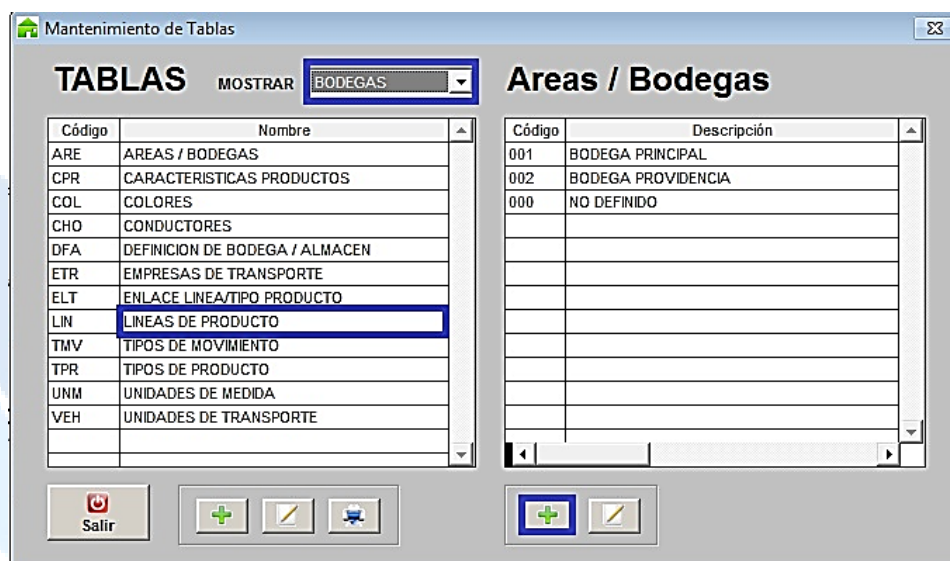 Mantenimiento de Tablas
TABLAS MOSTRAR BODEGAS
Código Nombre
ARE AREAS / BODEGAS
CPR CARACTERISTICAS PRODUCTOS
COL COLORES
CHO CONDUCTORES
DFA DEFINICION DE BODEGA / ALMACEN
ETR EMPRESAS DE TRANSPORTE
ELT ENLACE LINEA/TIPO PRODUCTO
LIN LINEAS DE PRODUCTO
TMV TIPOS DE MOVIMIENTO
TPR TIPOS DE PRODUCTO
UNM UNIDADES DE MEDIDA
VEH UNIDADES DE TRANSPORTE
Salir
Areas / Bodegas
Código Descripción
001 BODEGA PRINCIPAL
002 BODEGA PROVIDENCIA
000 NO DEFINIDO